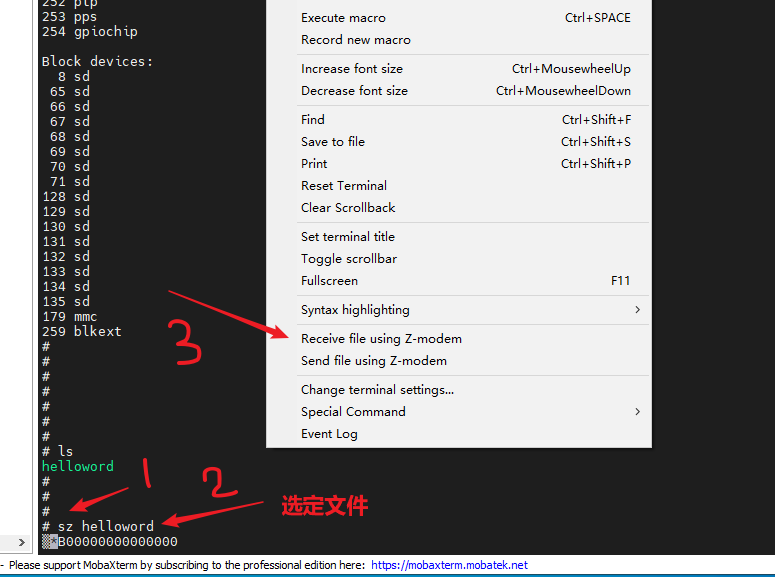 252 ptp
253 pps
254 gpiochip
Block devices:
8 sd
65 sd
66 sd
67 sd
68 sd
69 sd
70 sd
71 sd
128 sd
129 sd
130 sd
131 sd
132 sd
133 sd
134 sd
135 sd
179 mmc
259 blkext
#
#
#
#
#
#
#
# ls
helloword
#
#
#
# sz helloword
B00000000000000
Execute macro Ctrl+SPACE
Record new macro
Increase font size Ctrl+MousewheelUp
Decrease font size Ctrl+MousewheelDown
Find Ctrl+Shift+F
Save to file Ctrl+Shift+S
Print Ctrl+Shift+P
Reset Terminal
Clear Scrollback
Set terminal title
Toggle scrollbar
Fullscreen F11
Syntax highlighting
Receive file using Z-modem
Send file using Z-modem
Change terminal settings...
Special Command
Event Log
3
1
2
选定文件
- Please support MobaXterm by subscribing to the professional edition here: https://mobaxterm.mobatek.net